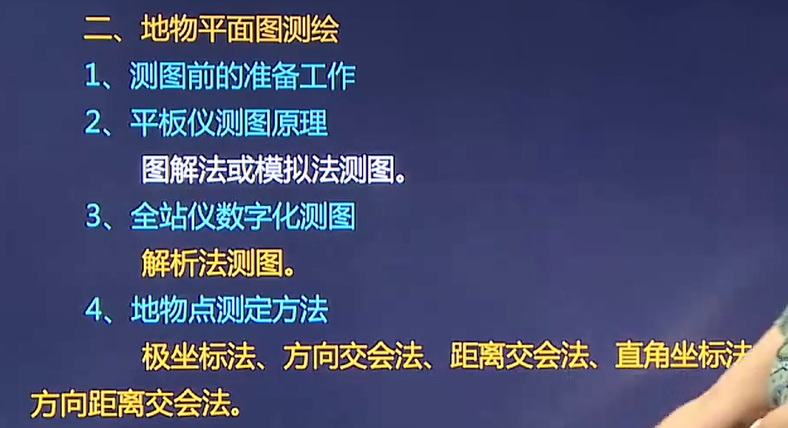 二、地物平面图测绘
1、测图前的准备工作
2、平板仪测图原理
图解法或模拟法测图。
3、全站仪数字化测图
解析法测图。
4、地物点测定方法
极坐标法、方向交会法、距离交会法、直角坐标法
方向距离交会法。